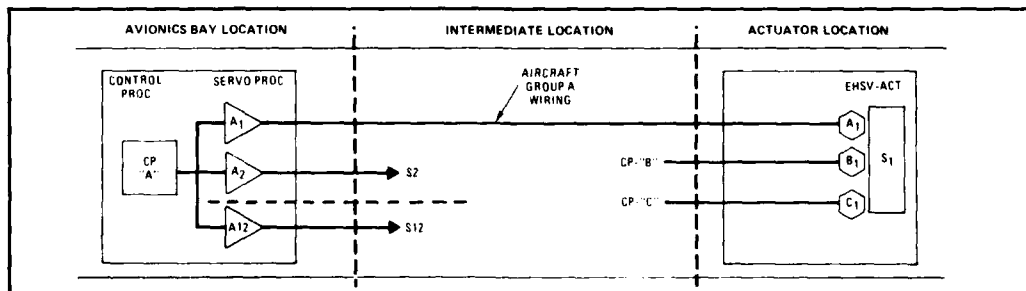 AVIONICS BAY LOCATION
INTERMEDIATE LOCATION
ACTUATOR LOCATION
CONTROL PROC
SERVO PROC
AIRCRAFT
GROUP A
WIRING
EHSV-ACT
CP
"A"
A1
A2
A12
S2
S12
CP-"B"
CP-"C"
A1
B1
C1
S1